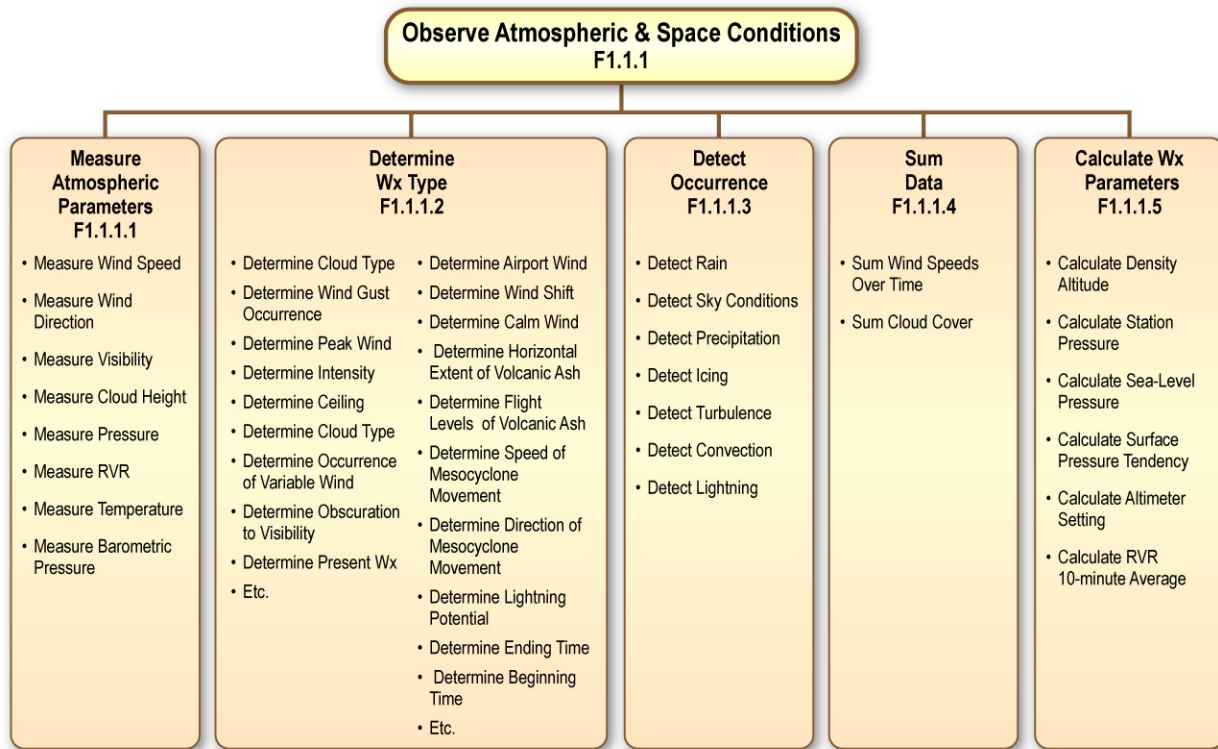 Observe Atmospheric & Space Conditions
F1.1.1
Measure
Atmospheric
Parameters
F1.1.1.1
• Measure Wind Speed
• Measure Wind
Direction
• Measure Visibility
• Measure Cloud Height
• Measure Pressure
• Measure RVR
• Measure Temperature
• Measure Barometric
Pressure
Determine
Wx Type
F1.1.1.2
• Determine Cloud Type
• Determine Wind Gust
Occurrence
• Determine Peak Wind
• Determine Intensity
• Determine Ceiling
• Determine Cloud Type
• Determine Occurrence
of Variable Wind
• Determine Obscuration
to Visibility
• Determine Present Wx
• Etc.
• Determine Airport Wind
• Determine Wind Shift
• Determine Calm Wind
• Determine Horizontal
Extent of Volcanic Ash
• Determine Flight
Levels of Volcanic Ash
• Determine Speed of
Mesocyclone
Movement
• Determine Direction of
Mesocyclone
Movement
• Determine Lightning
Potential
• Determine Ending Time
• Determine Beginning
Time
• Etc.
Detect
Occurrence
F1.1.1.3
• Detect Rain
• Detect Sky Conditions
• Detect Precipitation
• Detect Icing
• Detect Turbulence
• Detect Convection
• Detect Lightning
Sum
Data
F1.1.1.4
• Sum Wind Speeds
Over Time
• Sum Cloud Cover
Calculate Wx
Parameters
F1.1.1.5
• Calculate Density
Altitude
• Calculate Station
Pressure
• Calculate Sea-Level
Pressure
• Calculate Surface
Pressure Tendency
• Calculate Altimeter
Setting
• Calculate RVR
10-minute Average